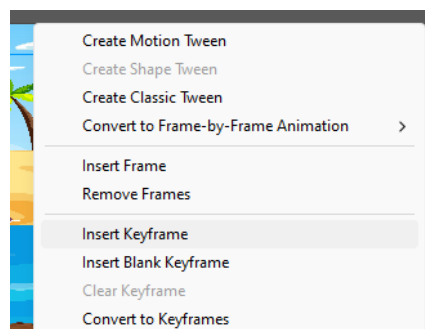 Create Motion Tween
Create Shape Tween
Create Classic Tween
Convert to Frame-by-Frame Animation
Insert Frame
Remove Frames
Insert Keyframe
Insert Blank Keyframe
Clear Keyframe
Convert to Keyframes